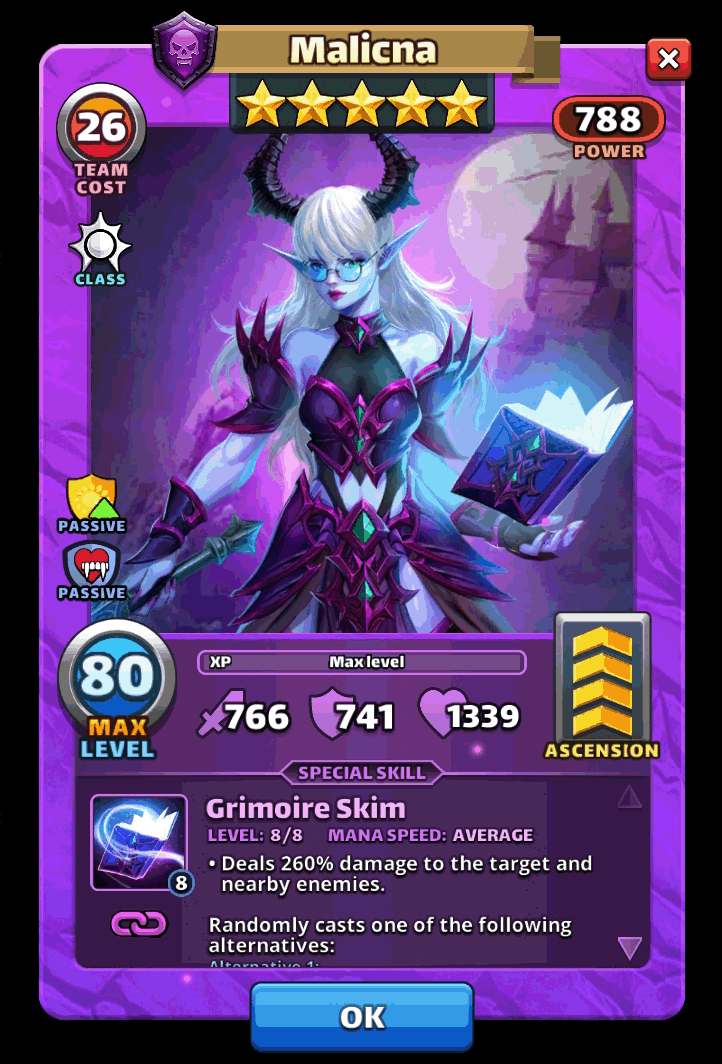 Malicna
26
TEAM
COST
788
POWER
CLASS
PASSIVE
PASSIVE
80
MAX
LEVEL
XP Max level
766 741 1339
ASCENSION
SPECIAL SKILL
Grimoire Skim
LEVEL: 8/8 MANA SPEED: AVERAGE
8
• Deals 260% damage to the target and
nearby enemies.
Randomly casts one of the following
alternatives:
Alternative 1:
OK